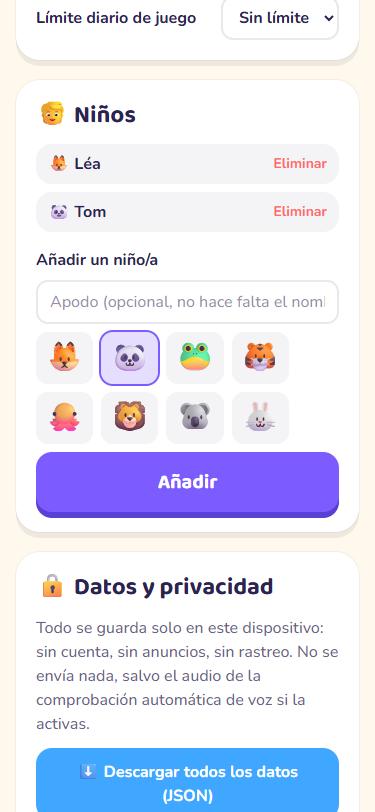 Límite diario de juego
Sin límite
Niños
Léa
Eliminar
Tom
Eliminar
Añadir un niño/a
Apodo (opcional, no hace falta el
Añadir
Datos y privacidad
Todo se guarda solo en este dispositivo:
sin cuenta, sin anuncios, sin rastreo. No se
envía nada, salvo el audio de la
comprobación automática de voz si la
activas.
Descargar todos los datos
(JSON)